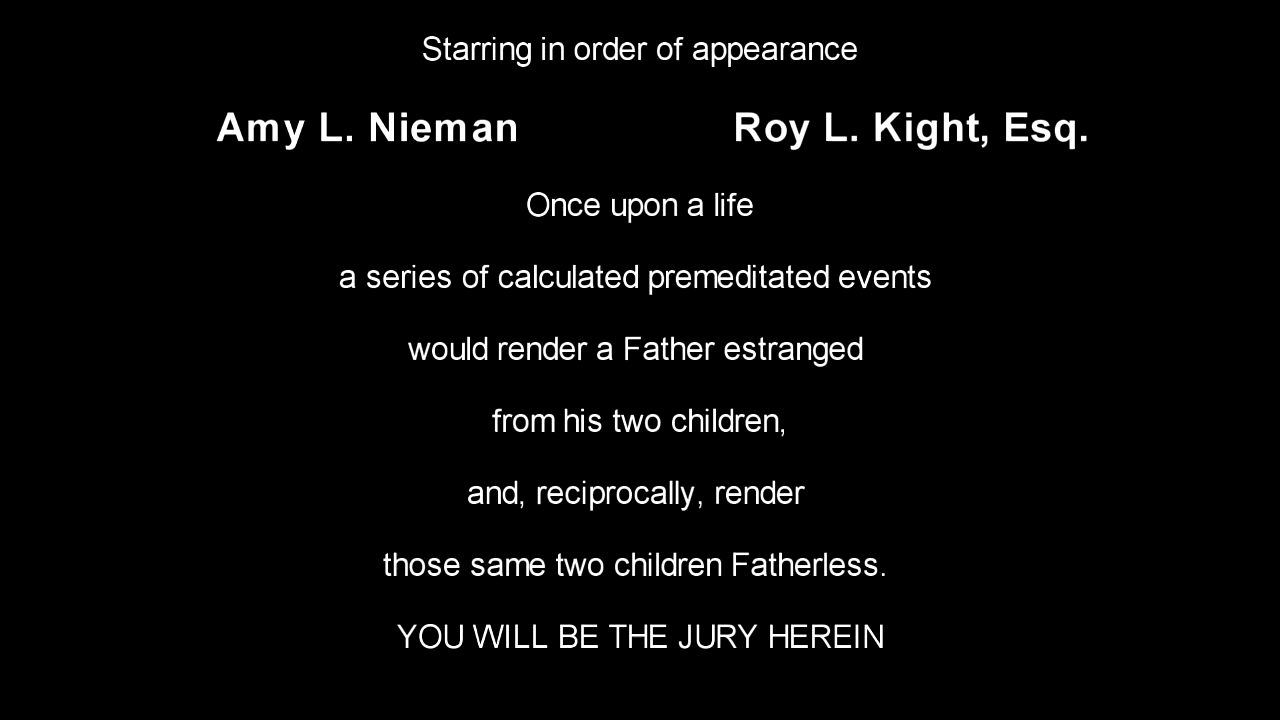 Starring in order of appearance
Amy L. Nieman Roy L. Kight, Esq.
Once upon a life
a series of calculated premeditated events
would render a Father estranged
from his two children,
and, reciprocally, render
those same two children Fatherless.
YOU WILL BE THE JURY HEREIN